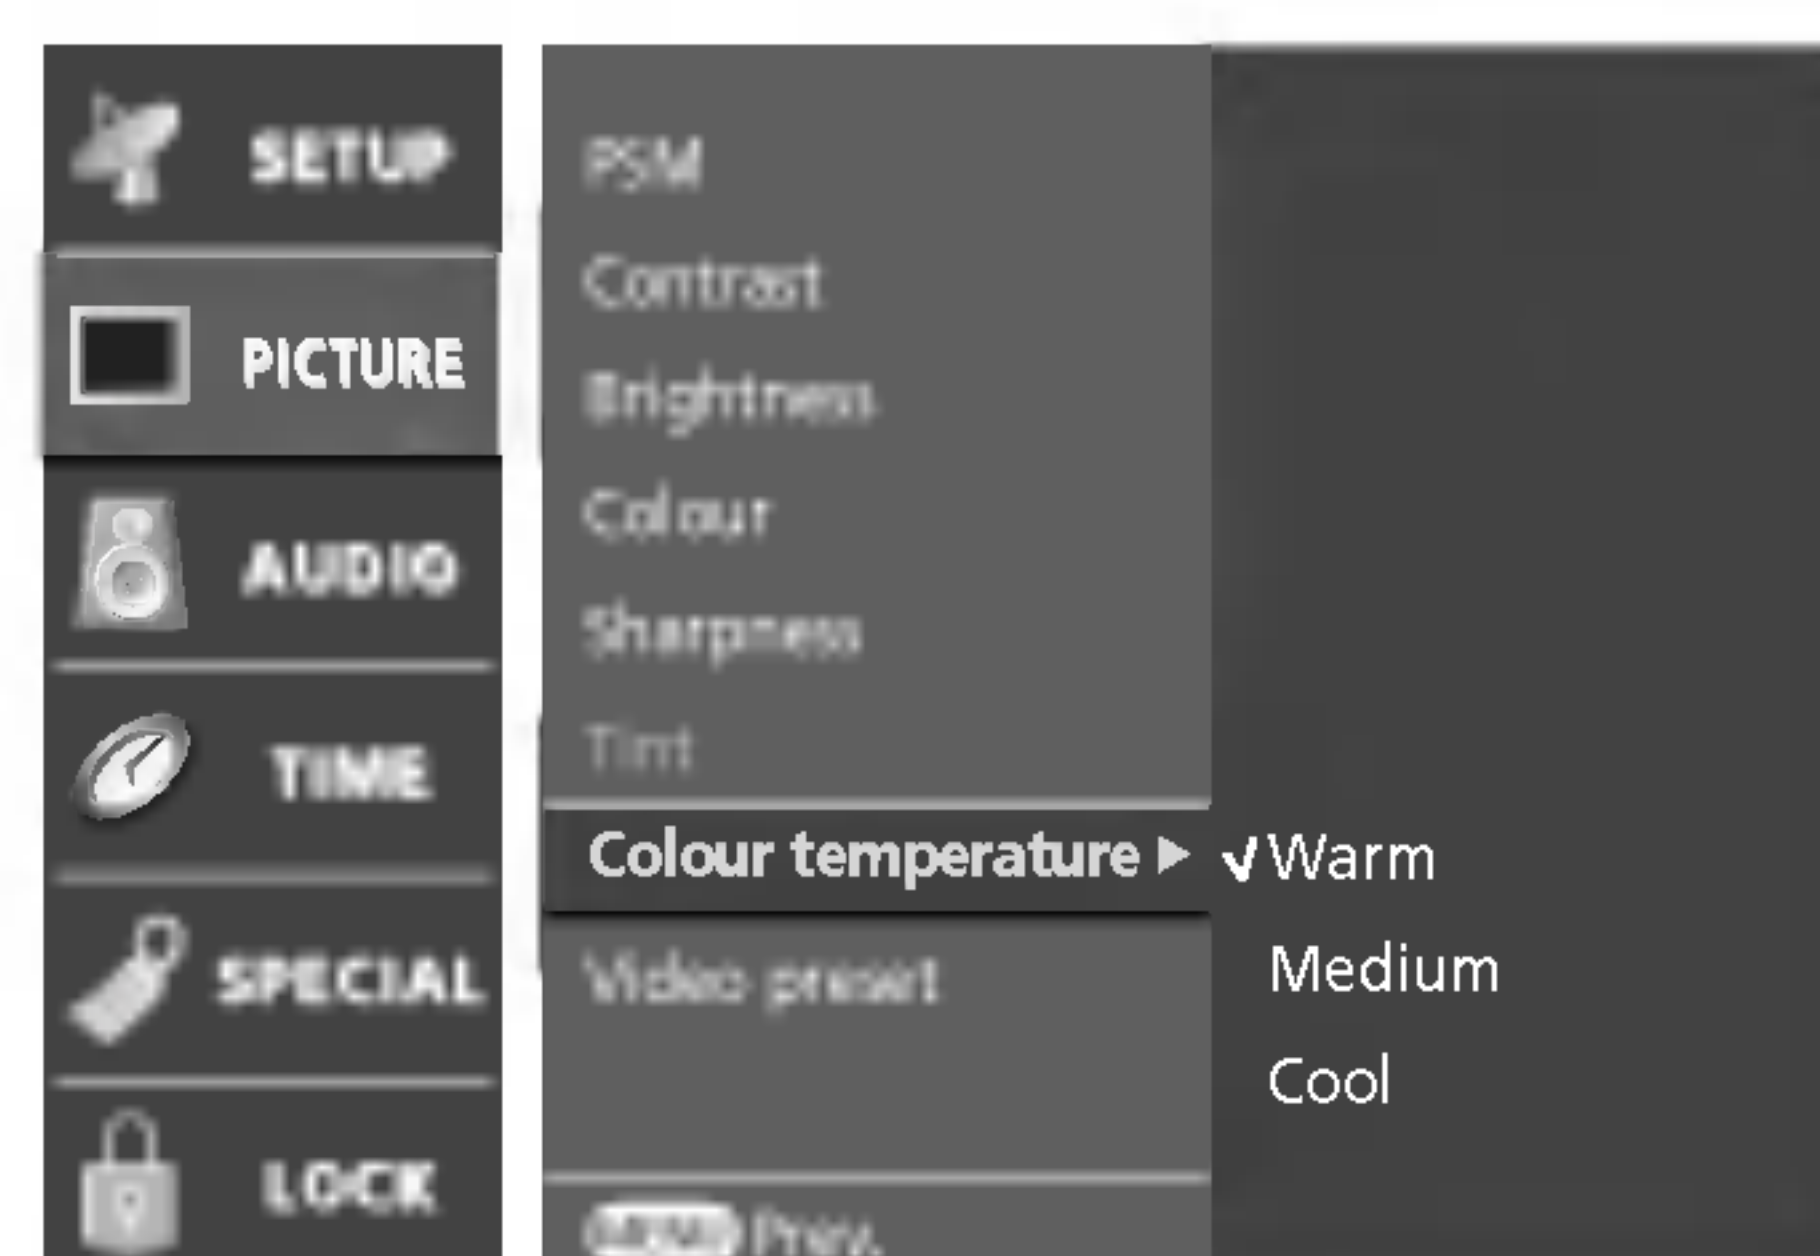 SETUP
PICTURE
AUDIO
TIME
SPECIAL
LOCK
PSM
Contrast
Brightness
Colour
Sharpness
Tint
Colour temperature ▶ ✓Warm
Medium
Video preset
Cool
MENU Prev.